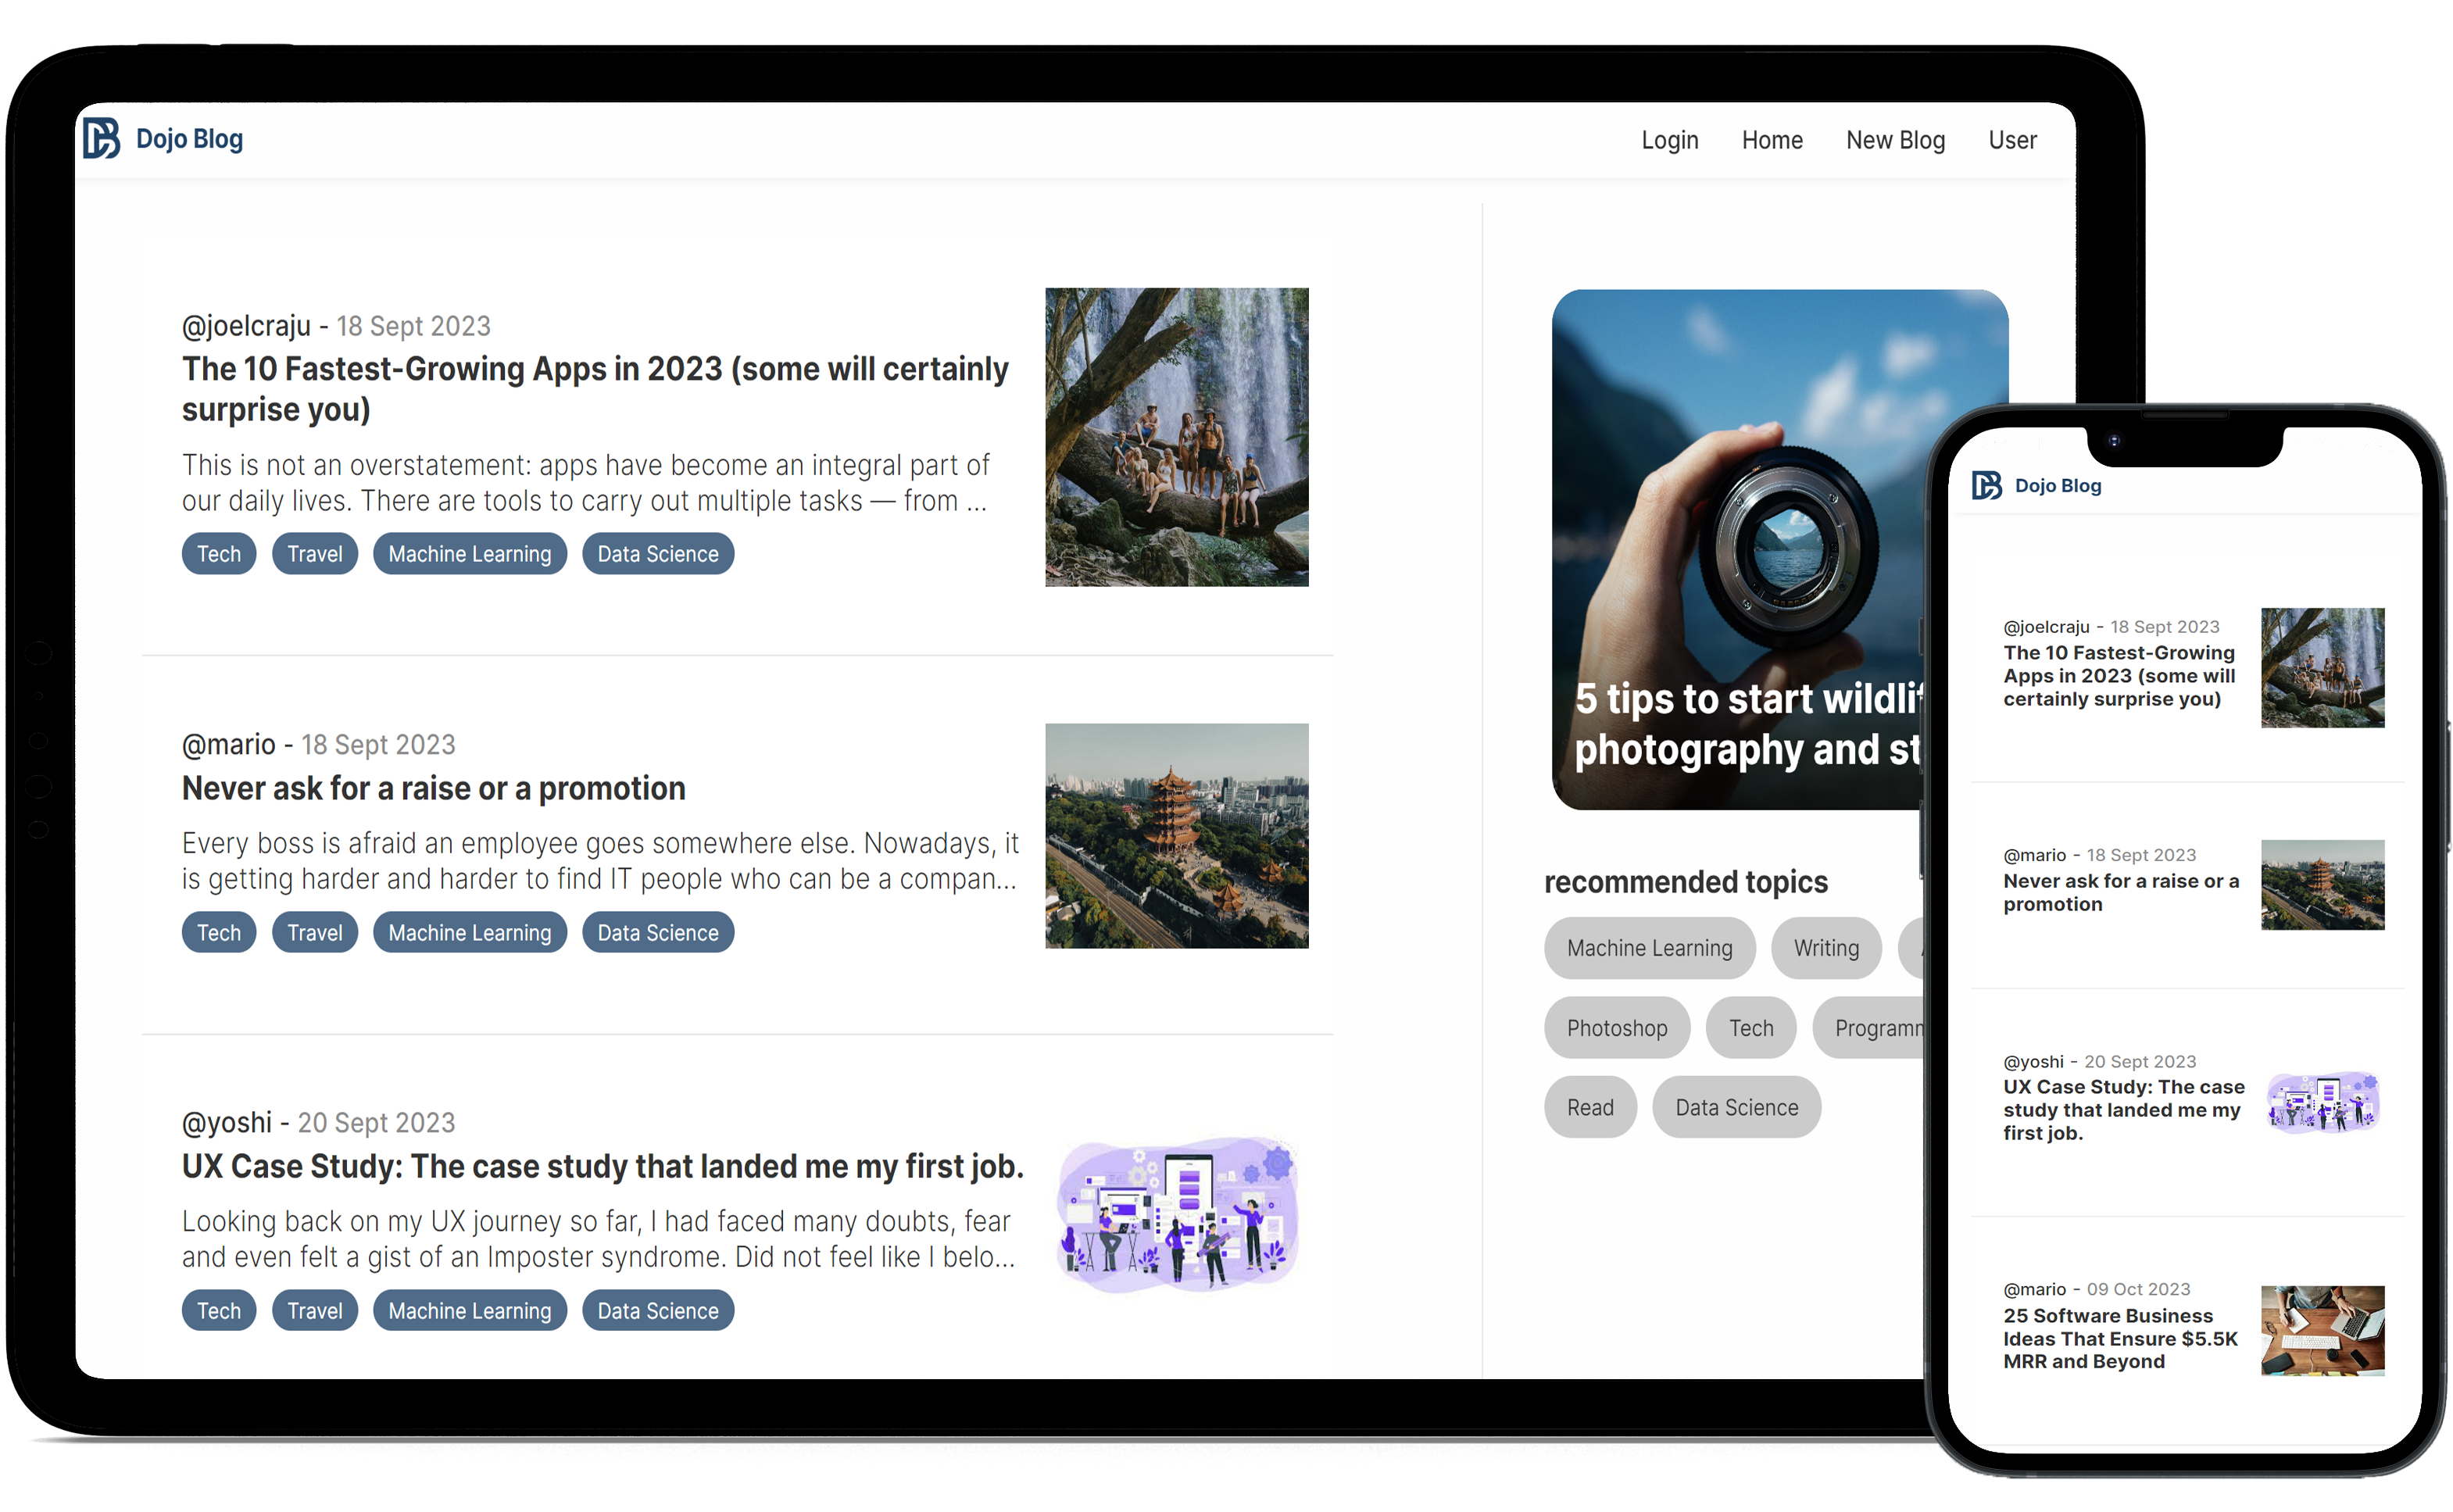 Dojo Blog
Login Home New Blog User
@joelcraju - 18 Sept 2023
The 10 Fastest-Growing Apps in 2023 (some will certainly
surprise you)
This is not an overstatement: apps have become an integral part of
our daily lives. There are tools to carry out multiple tasks — from ...
Tech Travel Machine Learning Data Science
@mario - 18 Sept 2023
Never ask for a raise or a promotion
Every boss is afraid an employee goes somewhere else. Nowadays, it
is getting harder and harder to find IT people who can be a compan...
Tech Travel Machine Learning Data Science
@yoshi - 20 Sept 2023
UX Case Study: The case study that landed me my first job.
Looking back on my UX journey so far, I had faced many doubts, fear
and even felt a gist of an Imposter syndrome. Did not feel like I belo...
Tech Travel Machine Learning Data Science
5 tips to start
photography and
recommended topics
Machine Learning Writing
Photoshop Tech
Read Data Science
Dojo Blog
@joelcraju - 18 Sept 2023
The 10 Fastest-Growing
Apps in 2023 (some will
certainly surprise you)
@mario - 18 Sept 2023
Never ask for a raise or a
promotion
@yoshi - 20 Sept 2023
UX Case Study: The case
study that landed me my
first job.
@mario - 09 Oct 2023
25 Software Business
Ideas That Ensure $5.5K
MRR and Beyond